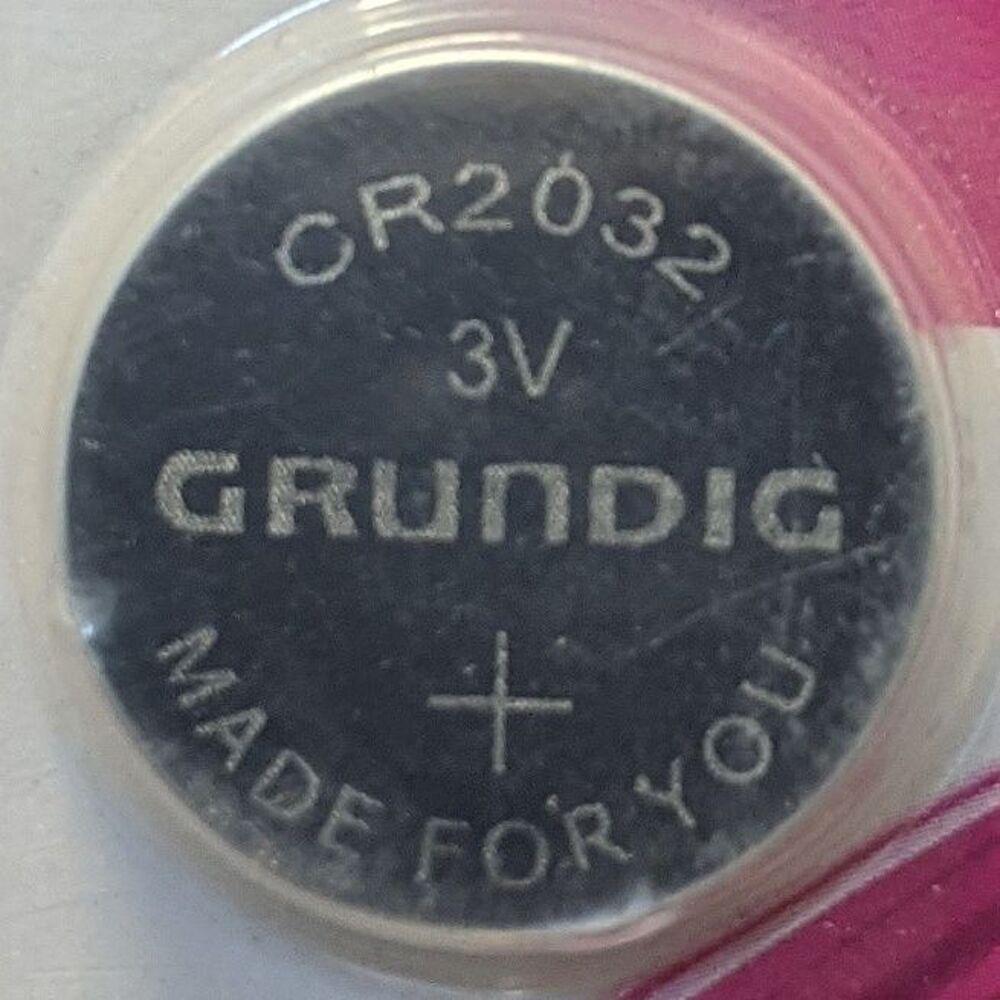 CR2032
3V
GRUNDIG
+
MADE FOR YOU